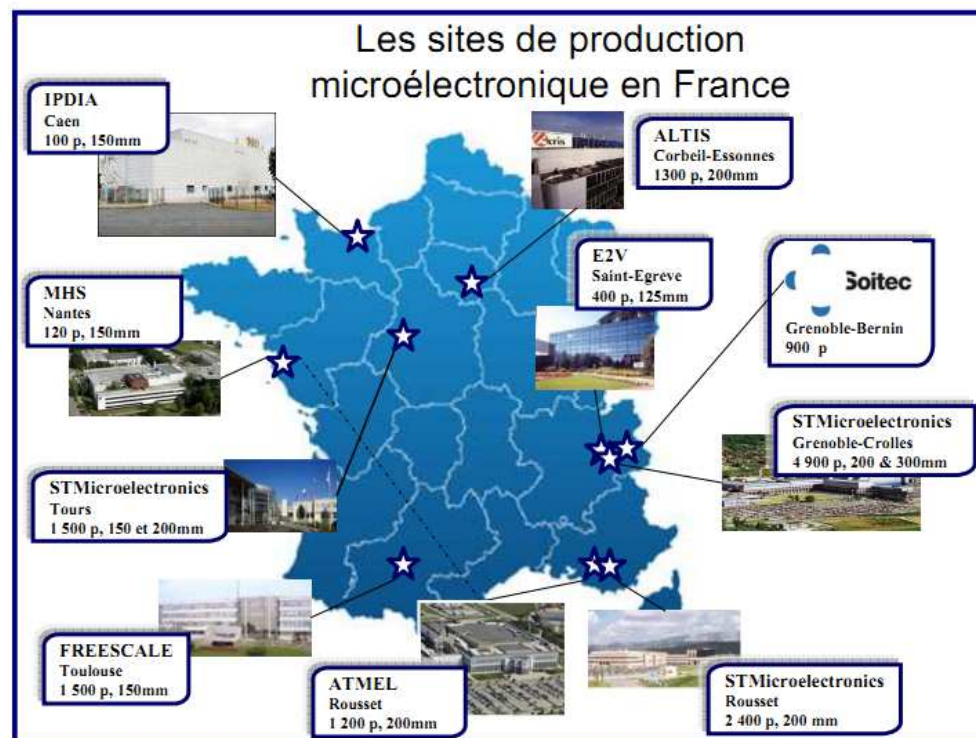 Les sites de production
microélectronique en France
IPDIA
Caen
100 p, 150mm
ALTIS
Corbeil-Essonnes
1300 p, 200mm
E2V
Saint-Egreve
400 p, 125mm
Soitec
Grenoble-Bernin
900 p
MHS
Nantes
120 p, 150mm
STMicroelectronics
Grenoble-Crolles
4 900 p, 200 & 300mm
STMicroelectronics
Tours
1 500 p, 150 et 200mm
FREESCALE
Toulouse
1 500 p, 150mm
ATMEL
Rousset
1 200 p, 200mm
STMicroelectronics
Rousset
2 400 p, 200 mm